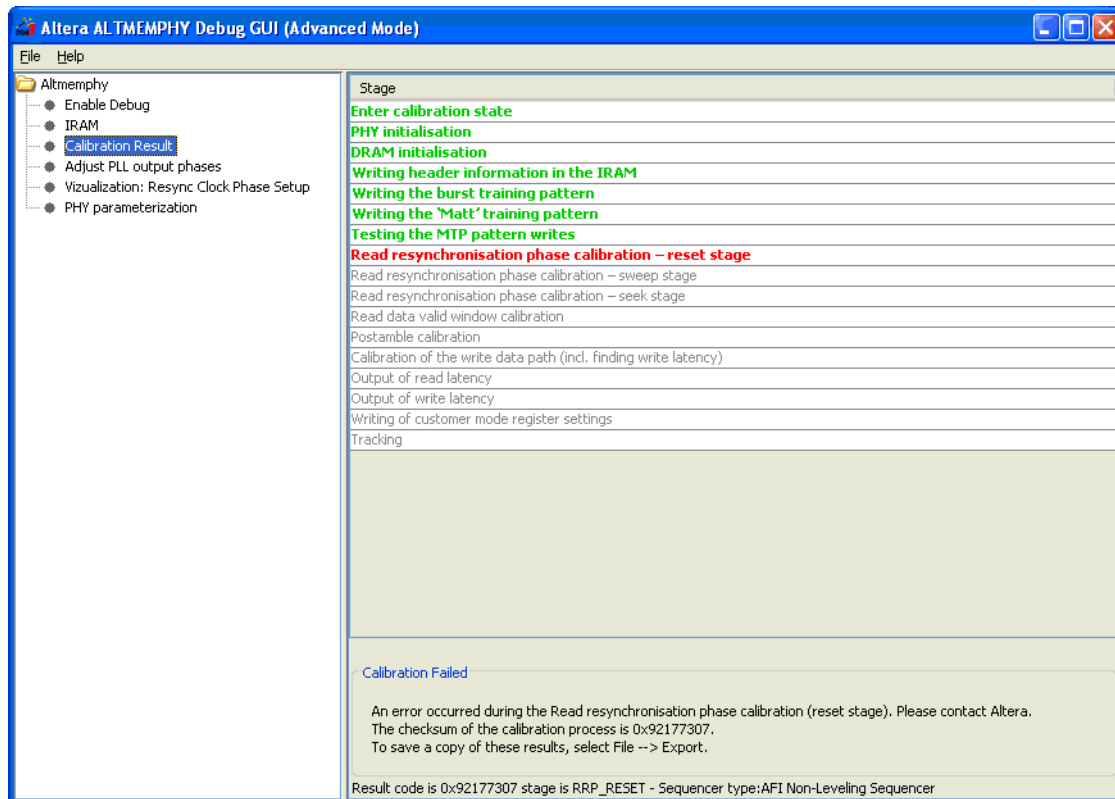 Altera ALTMEMPHY Debug GUI (Advanced Mode)
File Help
Altmemphy
Enable Debug
IRAM
Calibration Result
Adjust PLL output phases
Vizualization: Resync Clock Phase Setup
PHY parameterization
Stage
Enter calibration state
PHY initialisation
DRAM initialisation
Writing header information in the IRAM
Writing the burst training pattern
Writing the ‘Matt’ training pattern
Testing the MTP pattern writes
Read resynchronisation phase calibration – reset stage
Read resynchronisation phase calibration – sweep stage
Read resynchronisation phase calibration – seek stage
Read data valid window calibration
Postamble calibration
Calibration of the write data path (incl. finding write latency)
Output of read latency
Output of write latency
Writing of customer mode register settings
Tracking
Calibration Failed
An error occurred during the Read resynchronisation phase calibration (reset stage). Please contact Altera.
The checksum of the calibration process is 0x92177307.
To save a copy of these results, select File --> Export.
Result code is 0x92177307 stage is RRP_RESET - Sequencer type:AFI Non-Leveling Sequencer